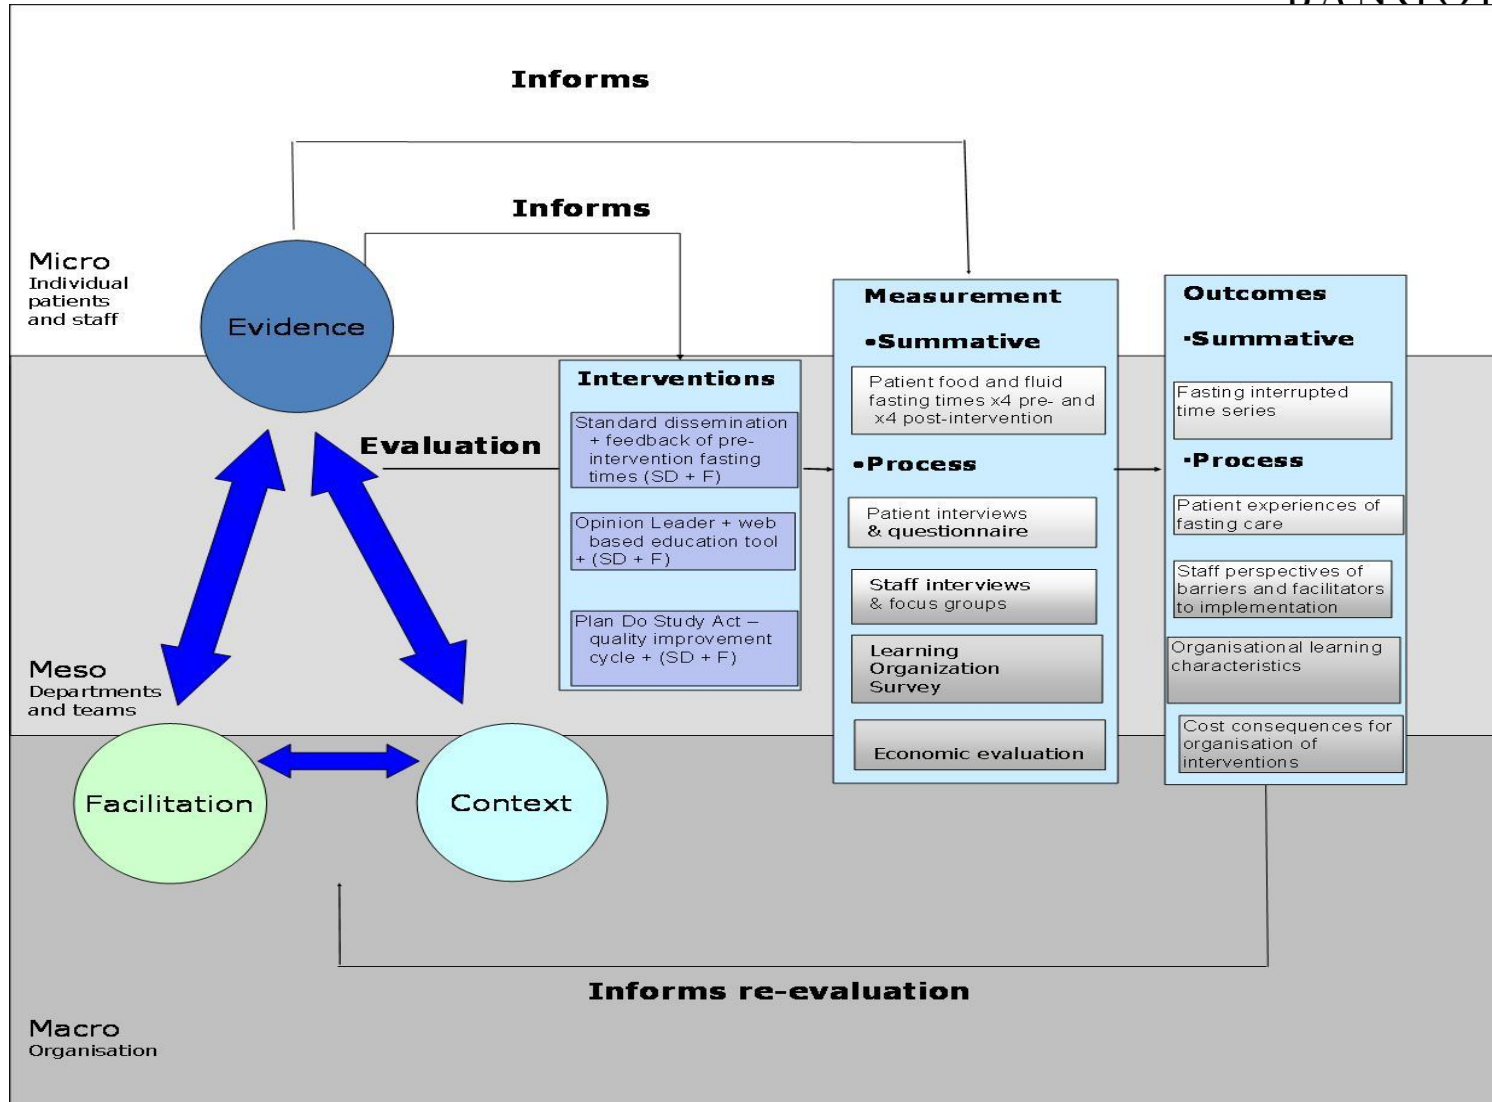 Informs
Informs
Micro
Individual
patients
and staff
Evidence
Evaluation
Interventions
Standard dissemination
+ feedback of pre-
intervention fasting
times (SD + F)
Opinion Leader + web
based education tool
+ (SD + F)
Plan Do Study Act –
quality improvement
cycle + (SD + F)
Measurement
•Summative
Patient food and fluid
fasting times x4 pre- and
x4 post-intervention
•Process
Patient interviews
& questionnaire
Staff interviews
& focus groups
Learning
Organization
Survey
Economic evaluation
Outcomes
·Summative
Fasting interrupted
time series
·Process
Patient experiences of
fasting care
Staff perspectives of
barriers and facilitators
to implementation
Organisational learning
characteristics
Cost consequences for
organisation of
interventions
Meso
Departments
and teams
Facilitation
Context
Informs re-evaluation
Macro
Organisation